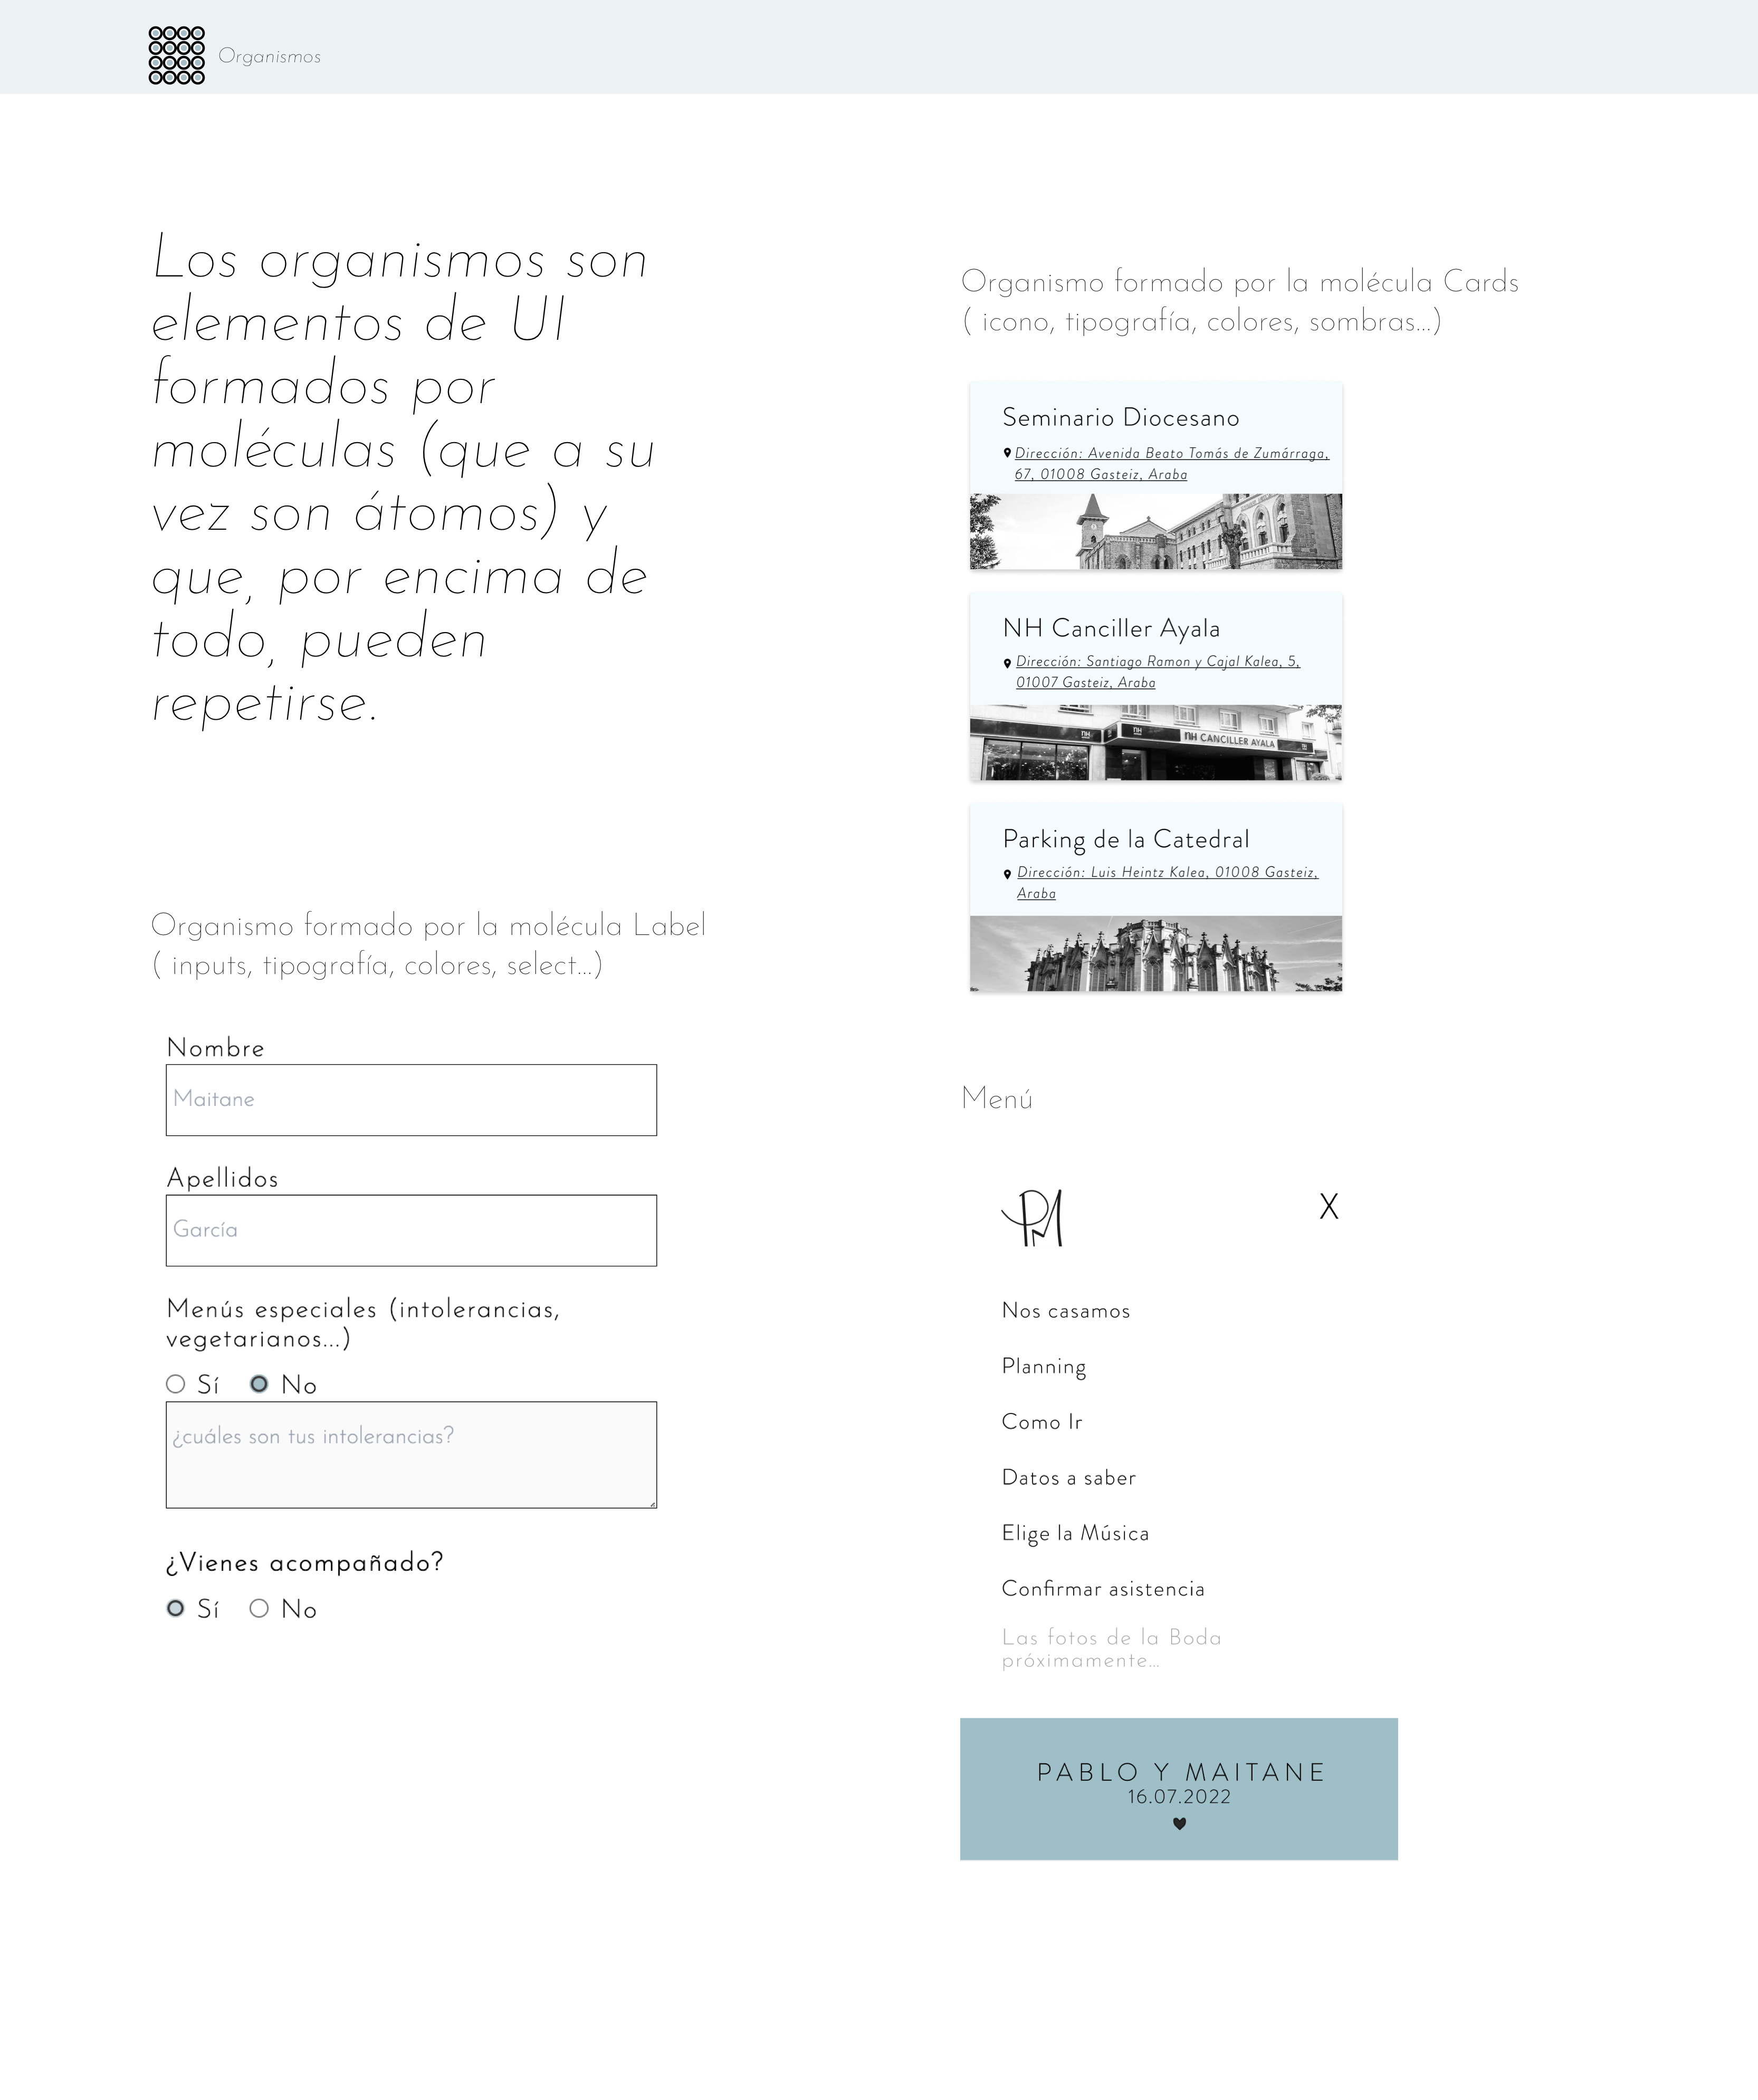 Organismos
Los organismos son
elementos de UI
formados por
moléculas (que a su
vez son átomos) y
que, por encima de
todo, pueden
repetirse.
Organismo formado por la molécula Label
( inputs, tipografía, colores, select...)
Nombre
Maitane
Apellidos
García
Menús especiales (intolerancias,
vegetarianos...)
Sí No
¿cuáles son tus intolerancias?
¿Vienes acompañado?
Sí No
Organismo formado por la molécula Cards
( icono, tipografía, colores, sombras...)
Seminario Diocesano
Dirección: Avenida Beato Tomás de Zumárraga,
67, 01008 Gasteiz, Araba
NH Canciller Ayala
Dirección: Santiago Ramon y Cajal Kalea, 5,
01007 Gasteiz, Araba
nh nh nh CANCILLER AYALA
Parking de la Catedral
Dirección: Luis Heintz Kalea, 01008 Gasteiz,
Araba
Menú
PM X
Nos casamos
Planning
Como Ir
Datos a saber
Elige la Música
Confirmar asistencia
Las fotos de la Boda
próximamente...
PABLO Y MAITANE
16.07.2022